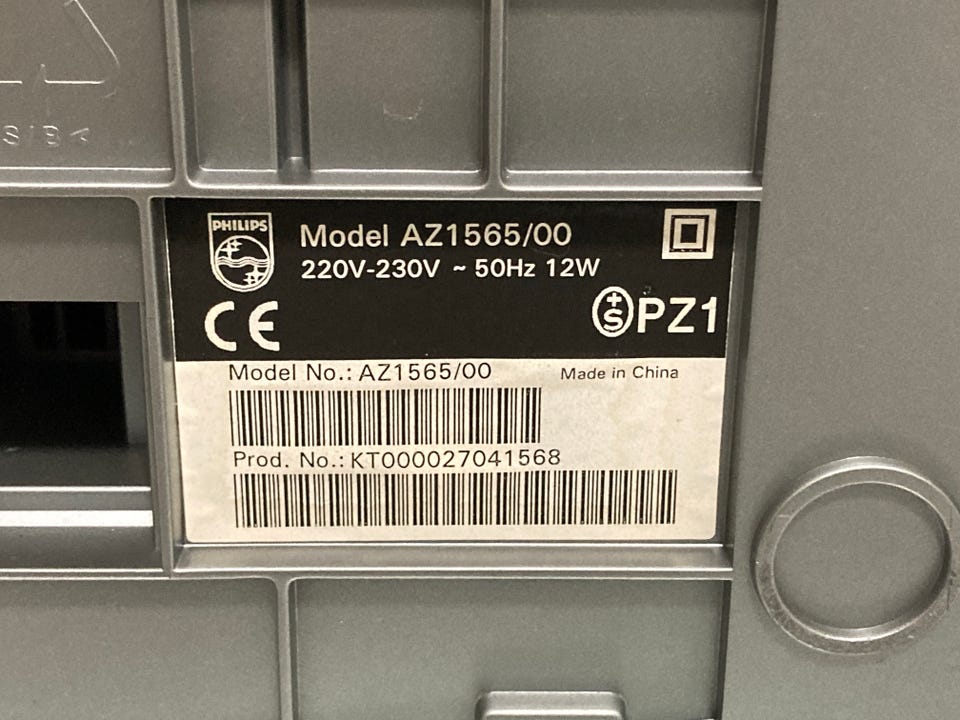 PHILIPS
Model AZ1565/00
220V-230V ~ 50Hz 12W
CE
+S PZ1
Model No.: AZ1565/00
Made in China
Prod. No.: KT000027041568